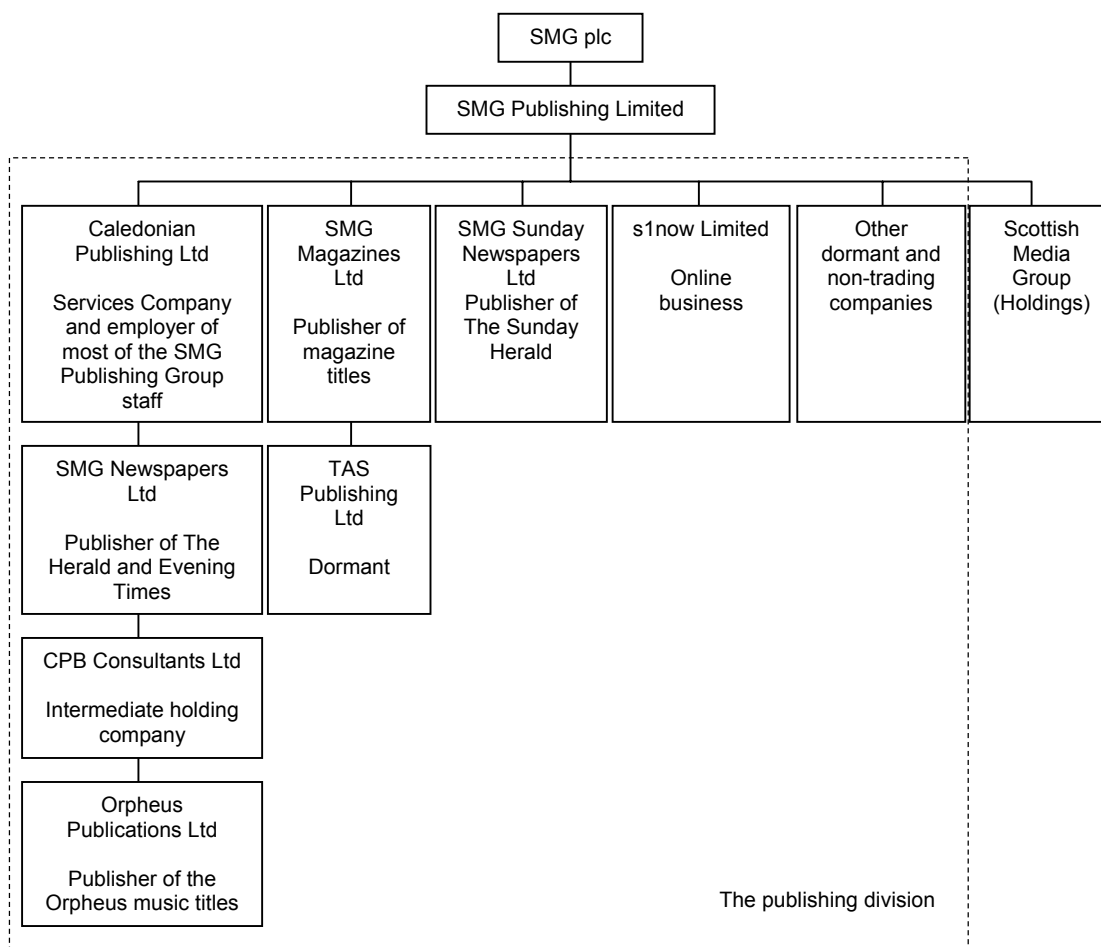 SMG plc
SMG Publishing Limited
Caledonian
Publishing Ltd
Services Company
and employer of
most of the SMG
Publishing Group
staff
SMG
Magazines
Ltd
Publisher of
magazine
titles
SMG Sunday
Newspapers
Ltd
Publisher of
The Sunday
Herald
s1now Limited
Online
business
Other
dormant and
non-trading
companies
Scottish
Media
Group
(Holdings)
SMG Newspapers
Ltd
Publisher of The
Herald and Evening
Times
TAS
Publishing
Ltd
Dormant
CPB Consultants Ltd
Intermediate holding
company
Orpheus
Publications Ltd
Publisher of the
Orpheus music titles
The publishing division